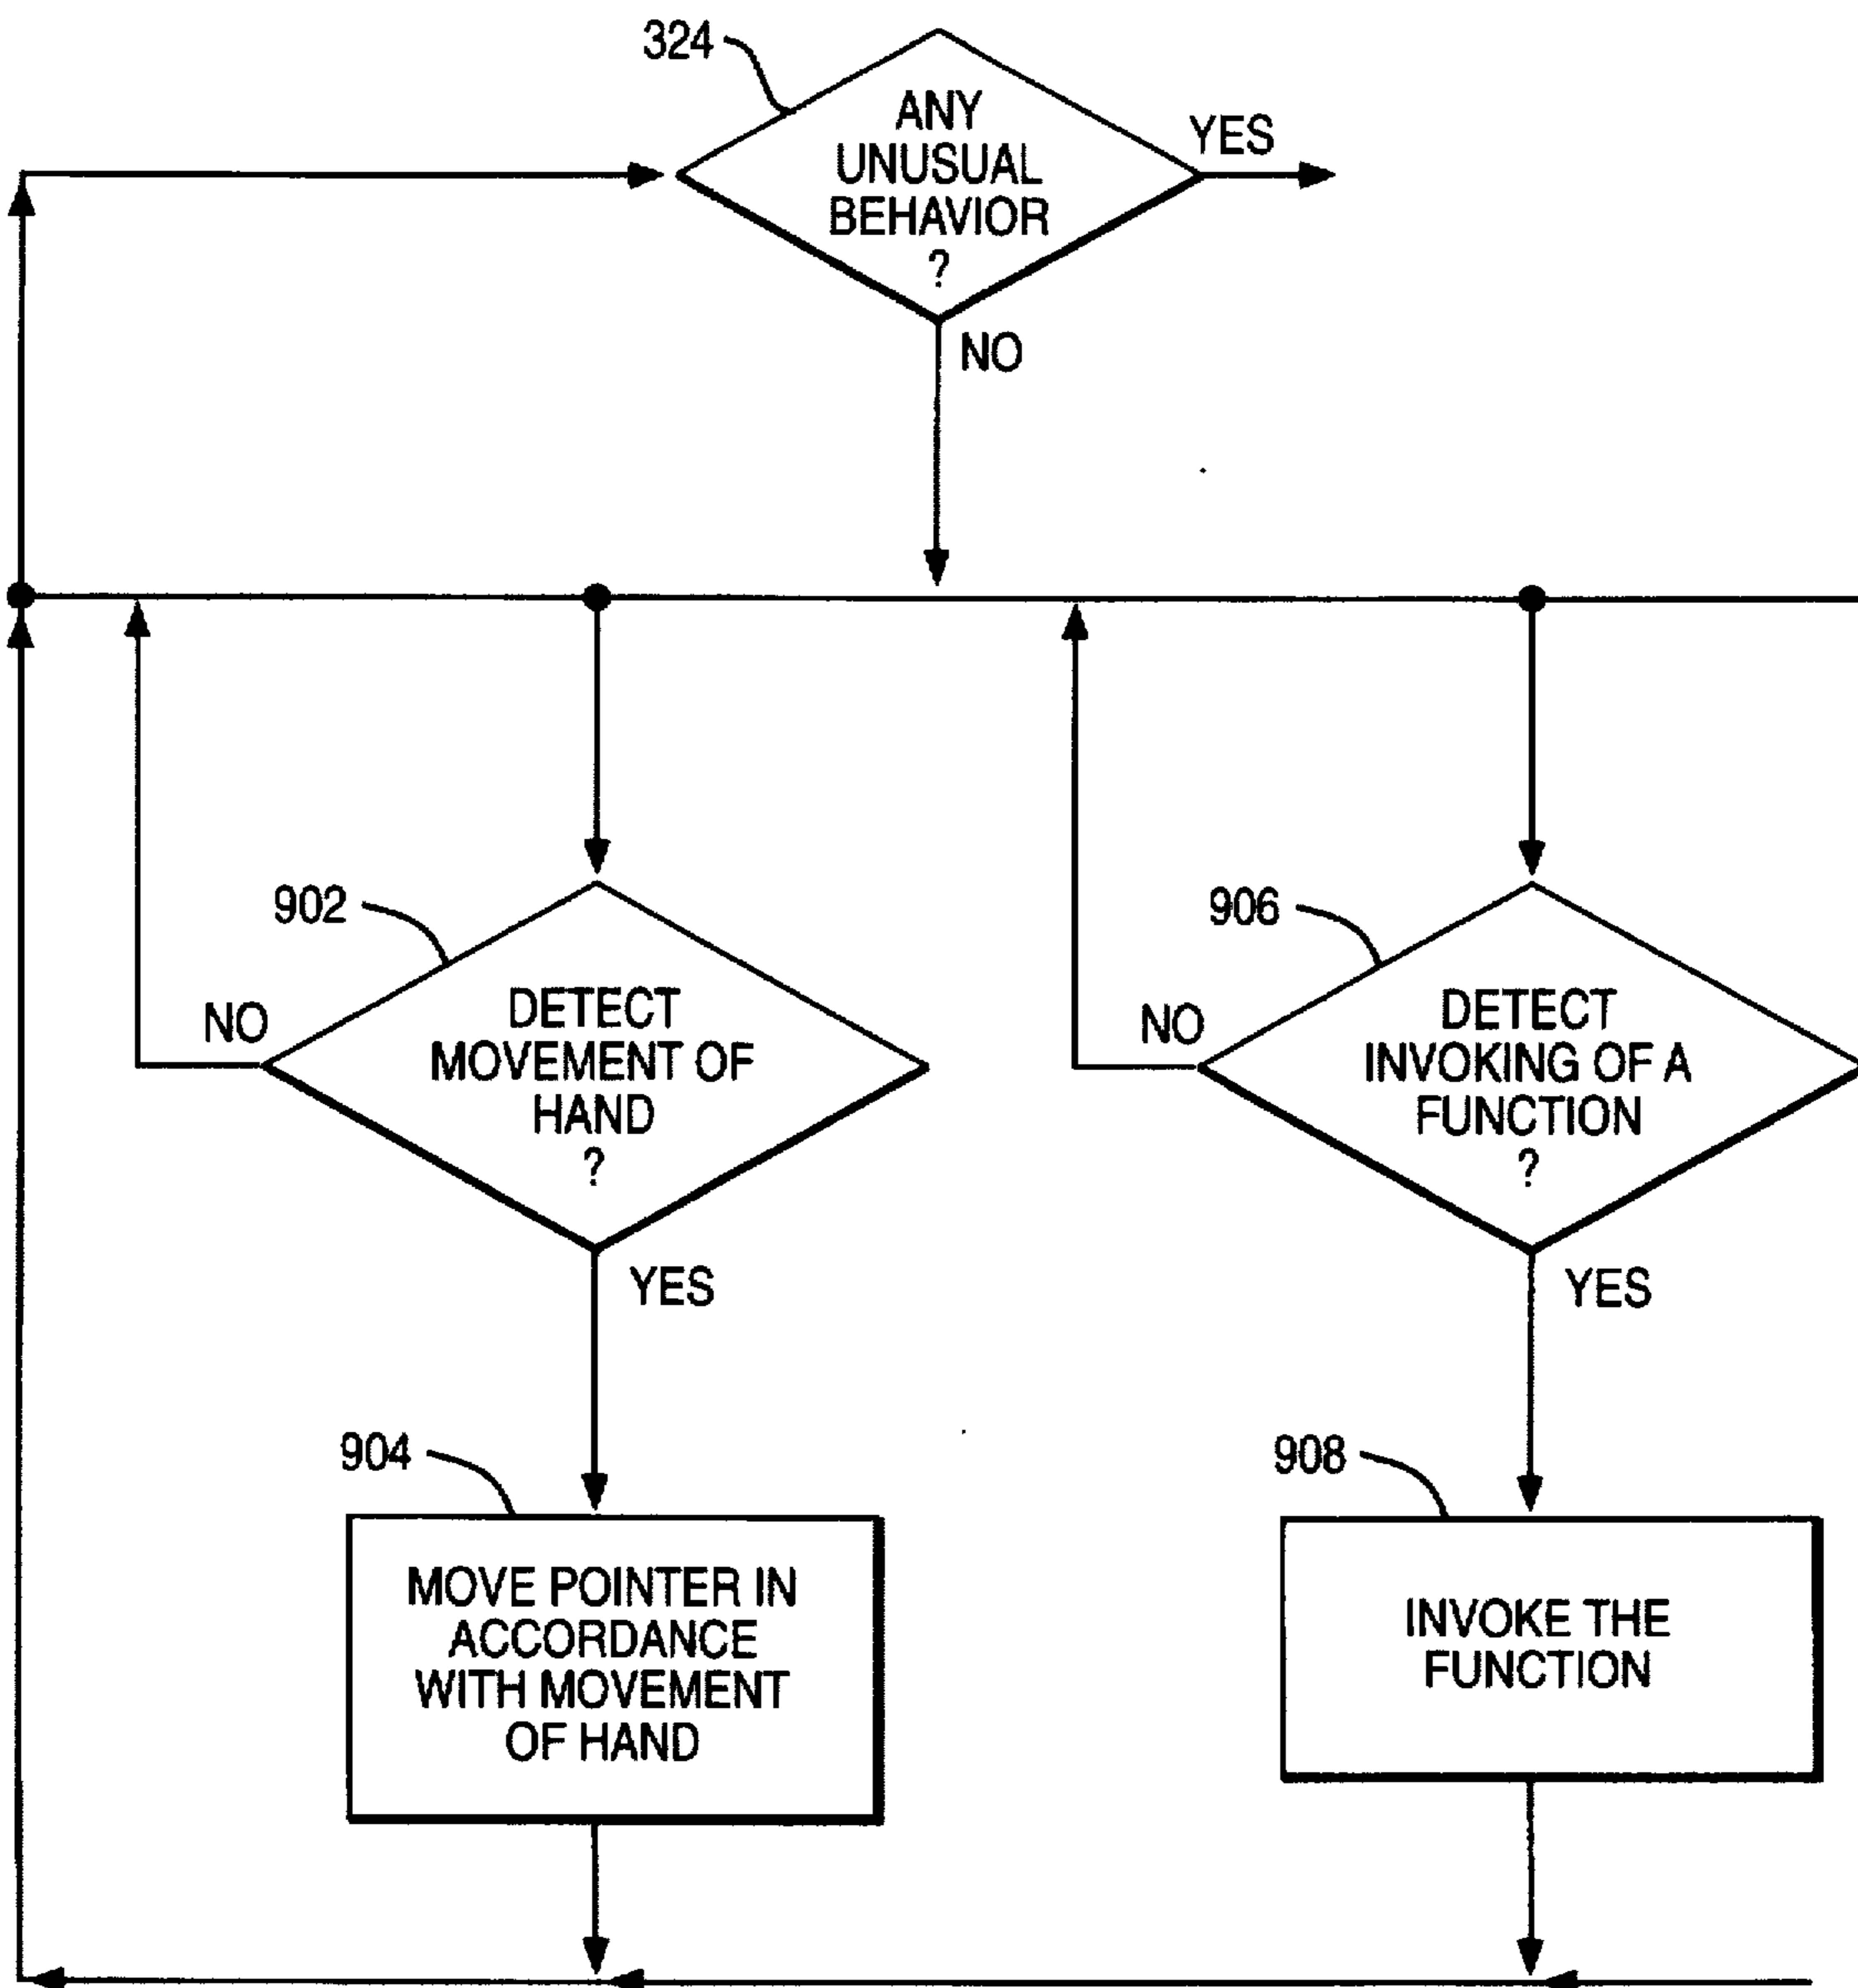 324
ANY
UNUSUAL
BEHAVIOR
?
YES
NO
902
DETECT
MOVEMENT OF
HAND
?
NO
YES
906
DETECT
INVOKING OF A
FUNCTION
?
NO
YES
904
MOVE POINTER IN
ACCORDANCE
WITH MOVEMENT
OF HAND
908
INVOKE THE
FUNCTION